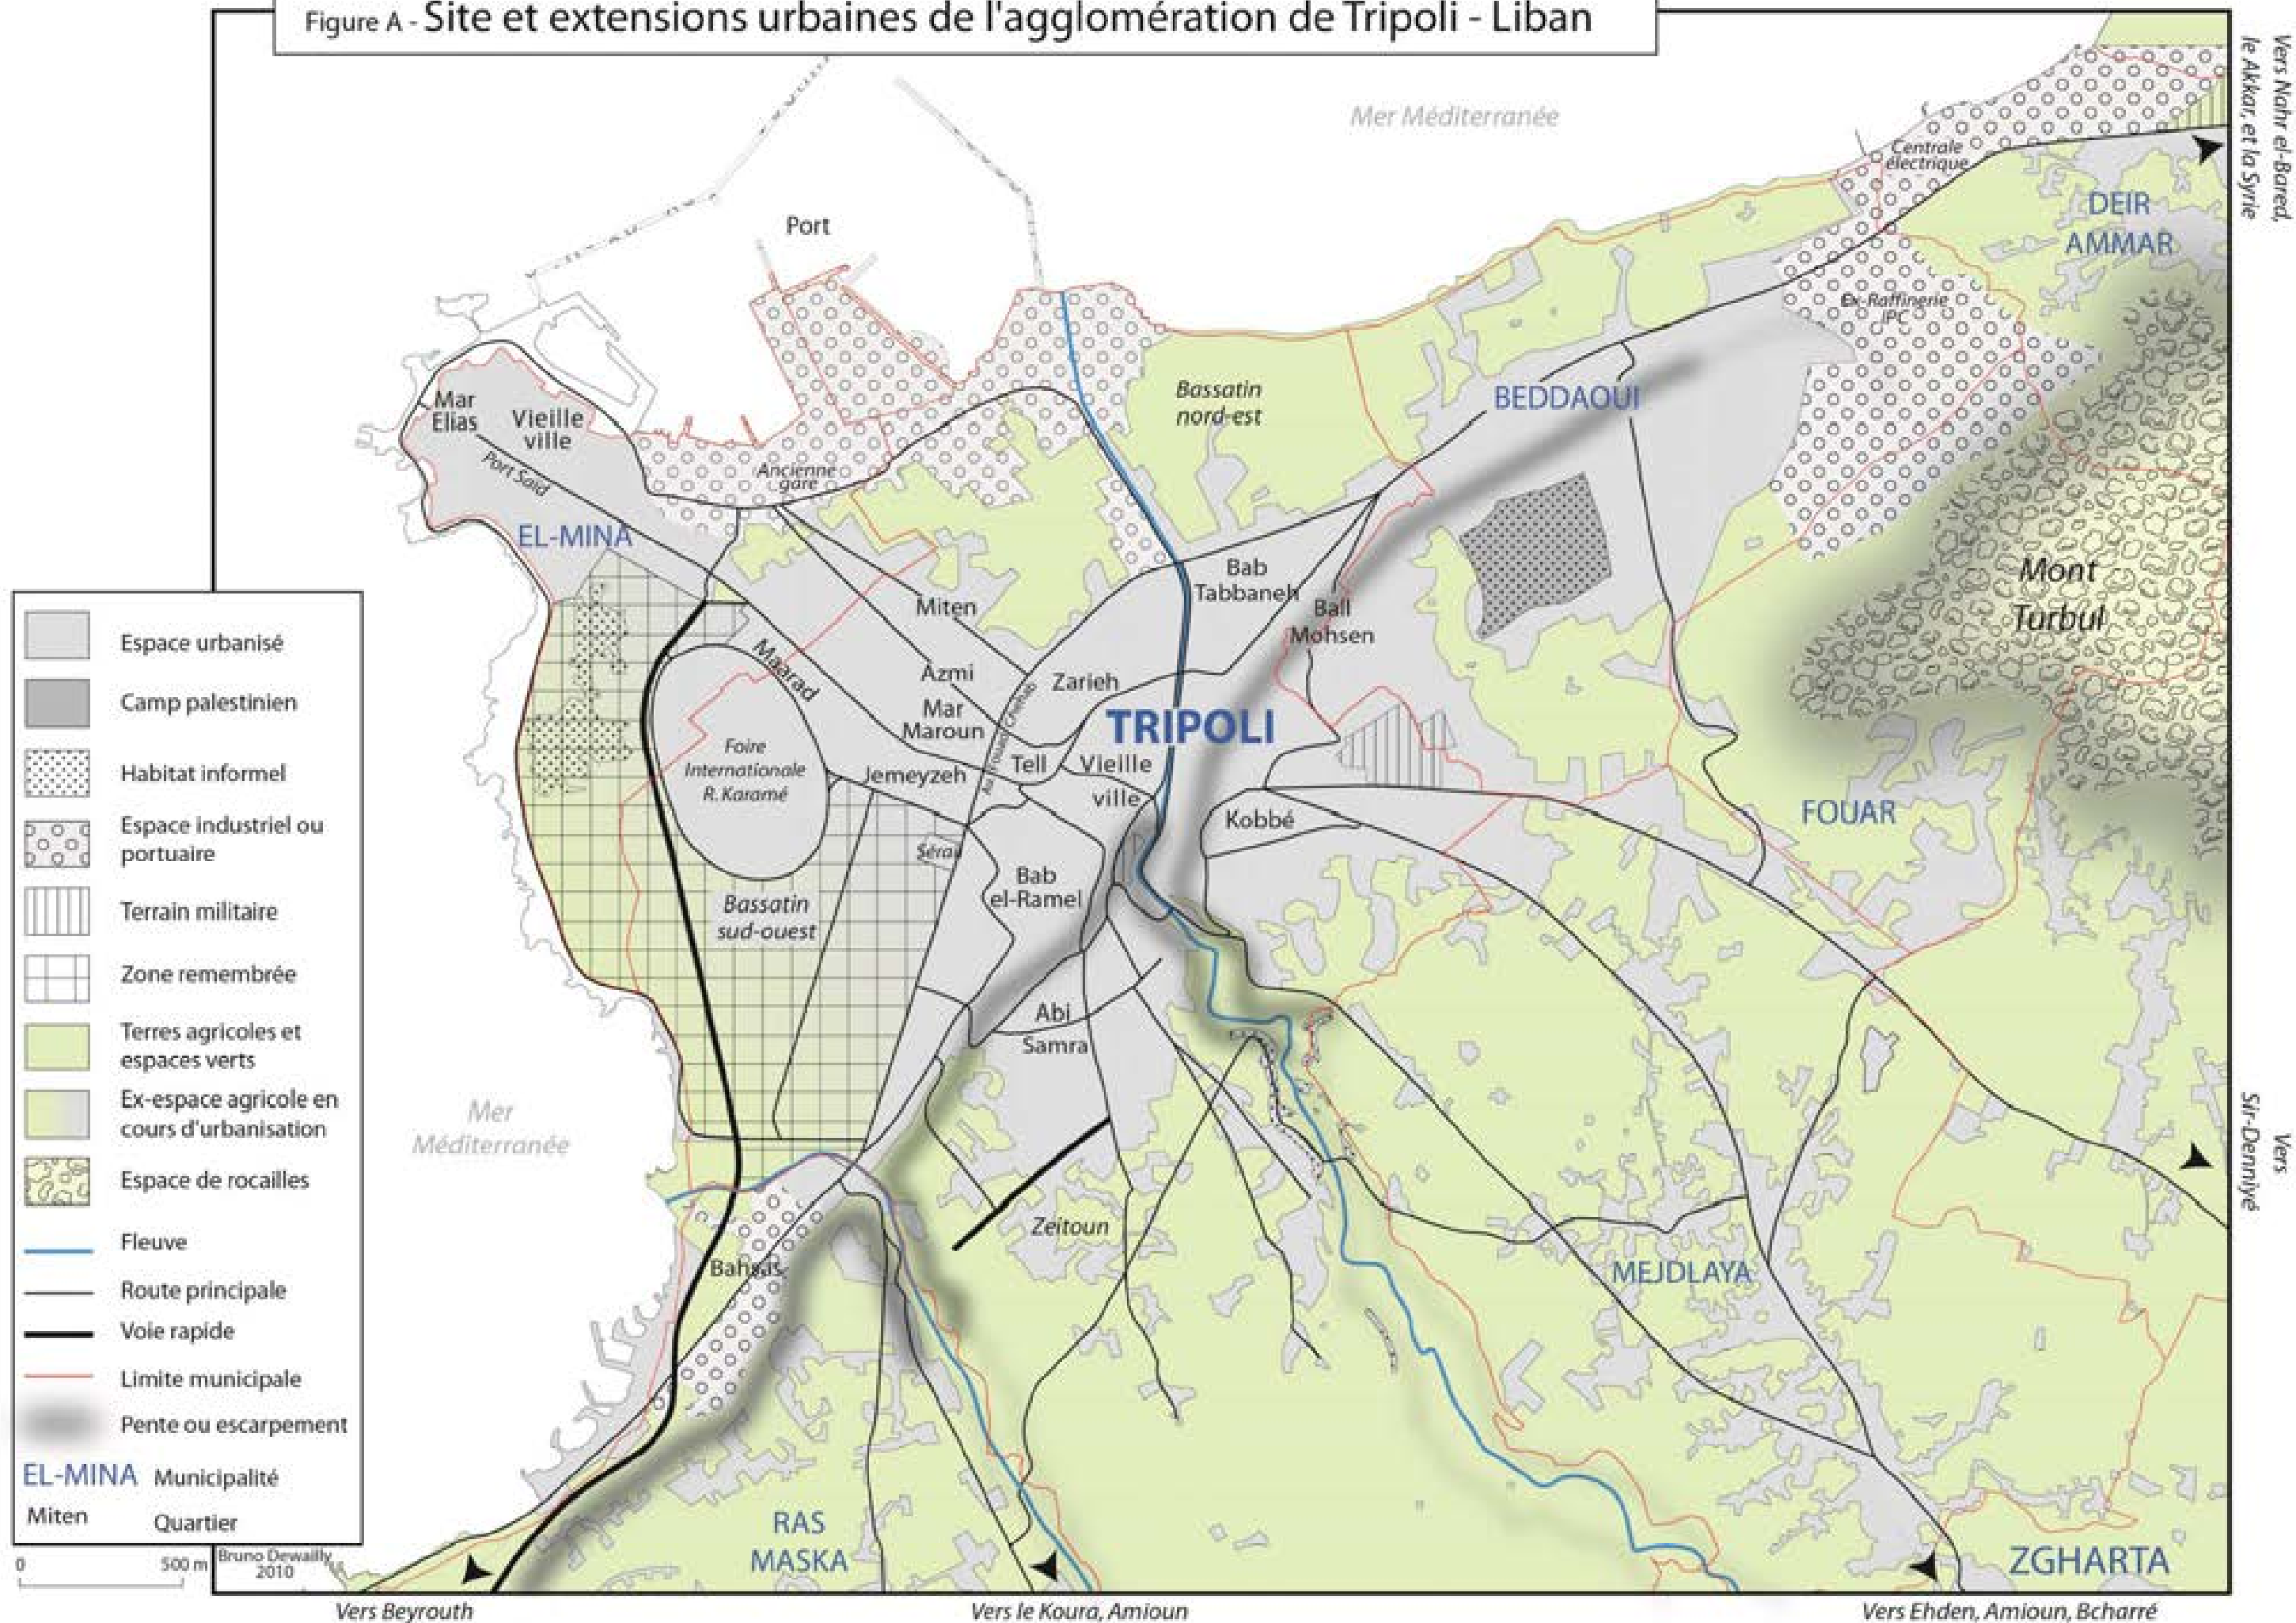 Figure A - Site et extensions urbaines de l'agglomération de Tripoli - Liban
Mer Méditerranée
Vers Nahr el-Bared,
le Akkar, et la Syrie
Centrale
électrique
DEIR
AMMAR
Port
Ex-Raffinerie
IPC
Mar
Elias
Vieille
ville
Port Said
Ancienne
gare
Bassatin
nord-est
BEDDAOUI
EL-MINA
Bab
Tabbaneh
Ball
Mohsen
Mont
Turbul
Miten
Maarad
Azmi
Zarieh
Mar
Maroun
TRIPOLI
Foire
Internationale
R. Karamé
Jemeyzeh
Tell
Vieille
ville
Kobbé
FOUAR
Sérail
Bab
el-Ramel
Bassatin
sud-ouest
Abi
Samra
Mer
Méditerranée
Vers
Sir-Denniyé
Zeitoun
Bahsas
MEJDLAYA
RAS
MASKA
ZGHARTA
Espace urbanisé
Camp palestinien
Habitat informel
Espace industriel ou
portuaire
Terrain militaire
Zone remembrée
Terres agricoles et
espaces verts
Ex-espace agricole en
cours d'urbanisation
Espace de rocailles
Fleuve
Route principale
Voie rapide
Limite municipale
Pente ou escarpement
EL-MINA Municipalité
Miten Quartier
0 500 m
Bruno Dewailly
2010
Vers Beyrouth
Vers le Koura, Amioun
Vers Ehden, Amioun, Bcharré